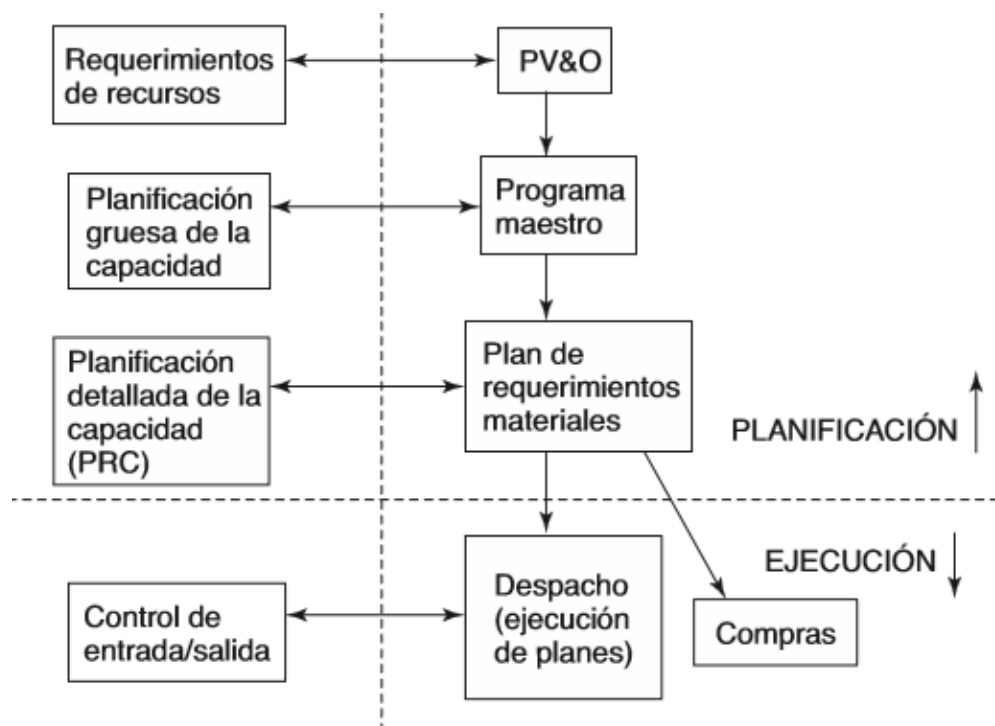 Requerimientos
de recursos
PV&O
Planificación
gruesa de la
capacidad
Programa
maestro
Planificación
detallada de la
capacidad
(PRC)
Plan de
requerimientos
materiales
PLANIFICACIÓN
EJECUCIÓN
Control de
entrada/salida
Despacho
(ejecución
de planes)
Compras